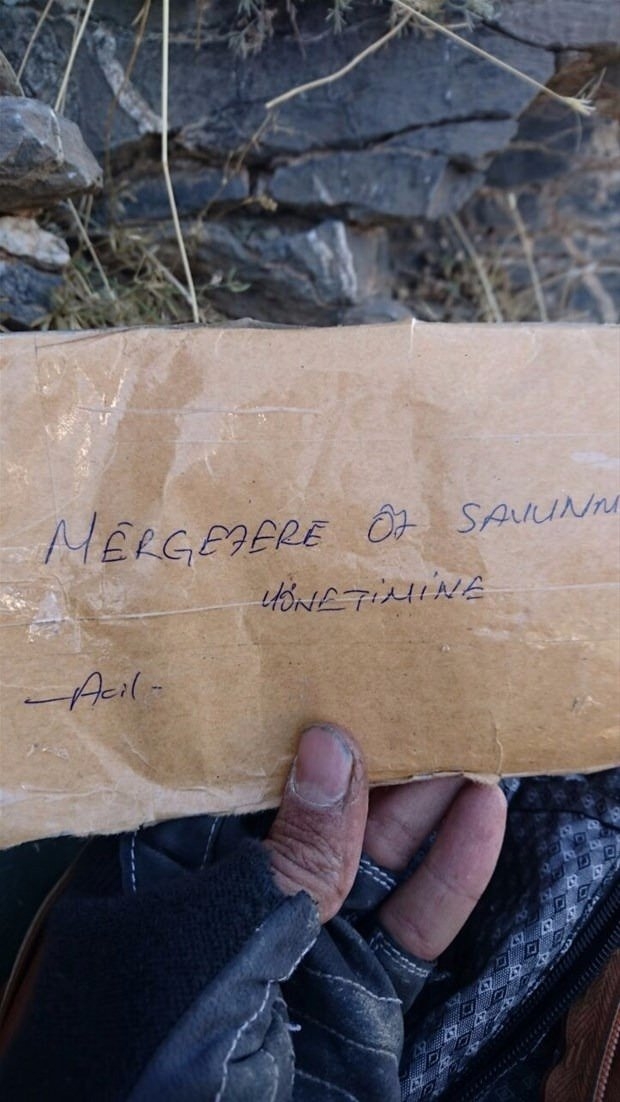 MERGEZERE ÖZ SAVUNM
YÖNETİMİNE
-Acil-